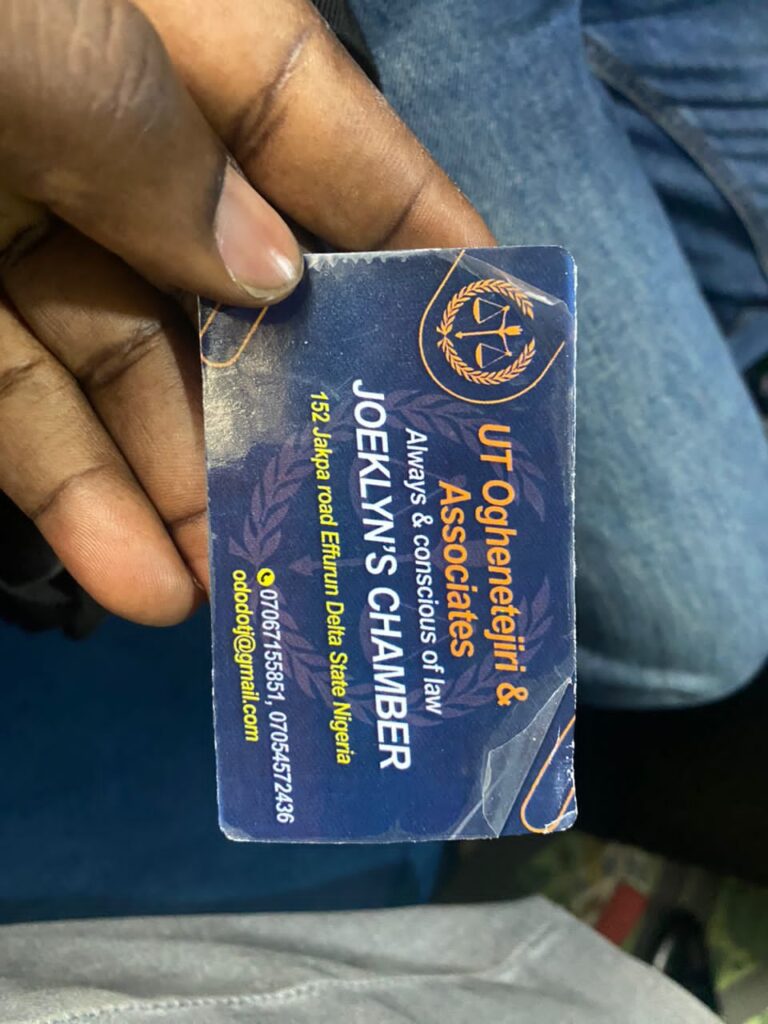 UT Oghenetejiri &
Associates
Always & conscious of law
JOEKLYN'S CHAMBER
152 Jakpa road Effurun Delta State Nigeria
07067155851, 07054572436
ododotj@gmail.com